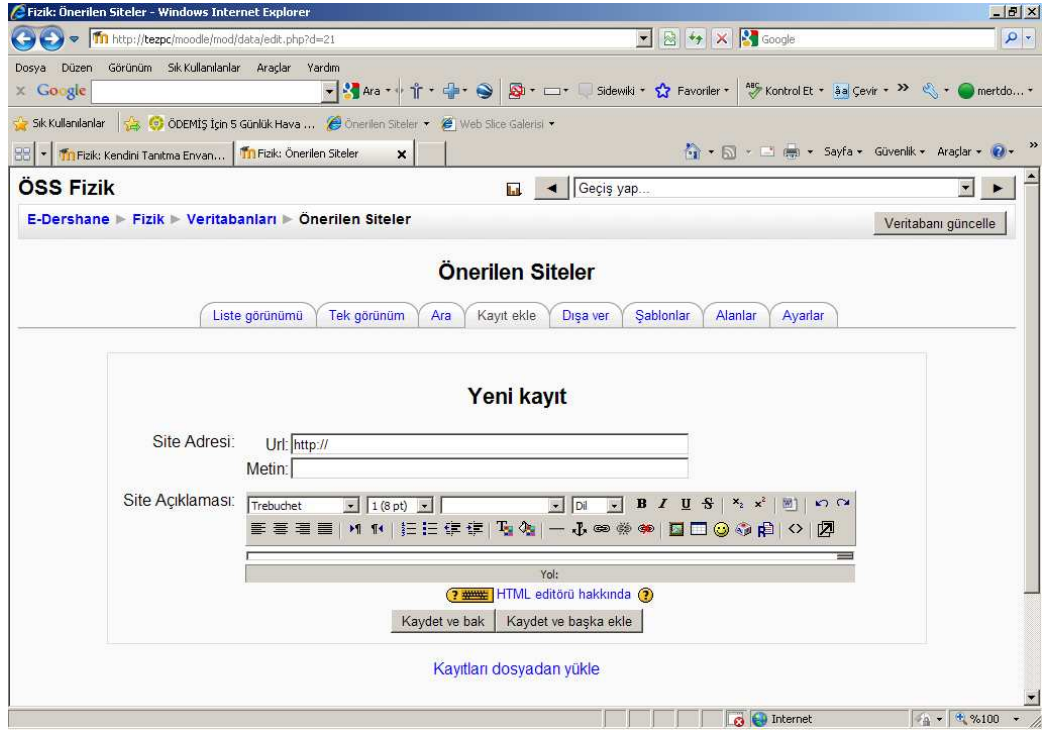 Fizik: Önerilen Siteler - Windows Internet Explorer
http://tezpc/moodle/mod/data/edit.php?d=21
Google
Dosya Düzen Görünüm Sık Kullanılanlar Araçlar Yardım
x Google Ara Sidewiki Favoriler Kontrol Et Çevir » mertdo...
Sık Kullanılanlar ÖDEMİŞ İçin 5 Günlük Hava ... Önerilen Siteler Web Slice Galerisi
Fizik: Kendini Tanıtma Envan... Fizik: Önerilen Siteler x Sayfa Güvenlik Araçlar »
ÖSS Fizik
Geçiş yap...
E-Dershane ► Fizik ► Veritabanları ► Önerilen Siteler
Veritabanı güncelle
Önerilen Siteler
Liste görünümü Tek görünüm Ara Kayıt ekle Dışa ver Şablonlar Alanlar Ayarlar
Yeni kayıt
Site Adresi: Url: http://
Metin:
Site Açıklaması: Trebuchet 1 (8 pt) Dil B I U S x₂ x²
Yol:
HTML editörü hakkında
Kaydet ve bak Kaydet ve başka ekle
Kayıtları dosyadan yükle
Internet %100